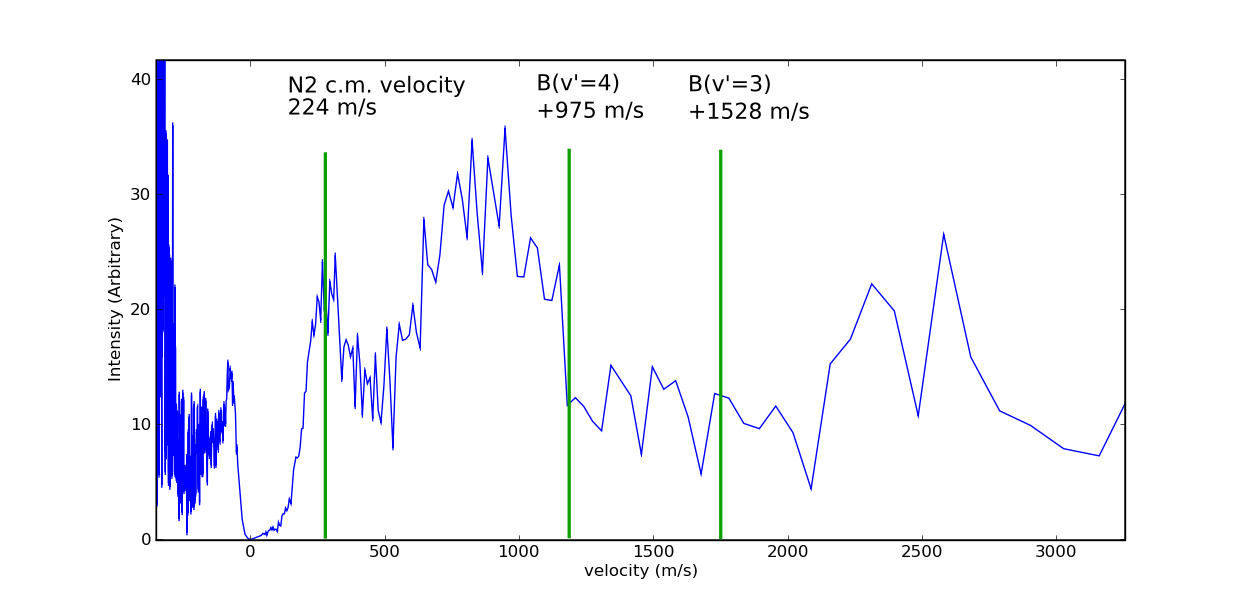 40
30
20
10
0
Intensity (Arbitrary)
N2 c.m. velocity
224 m/s
B(v'=4)
+975 m/s
B(v'=3)
+1528 m/s
0 500 1000 1500 2000 2500 3000
velocity (m/s)